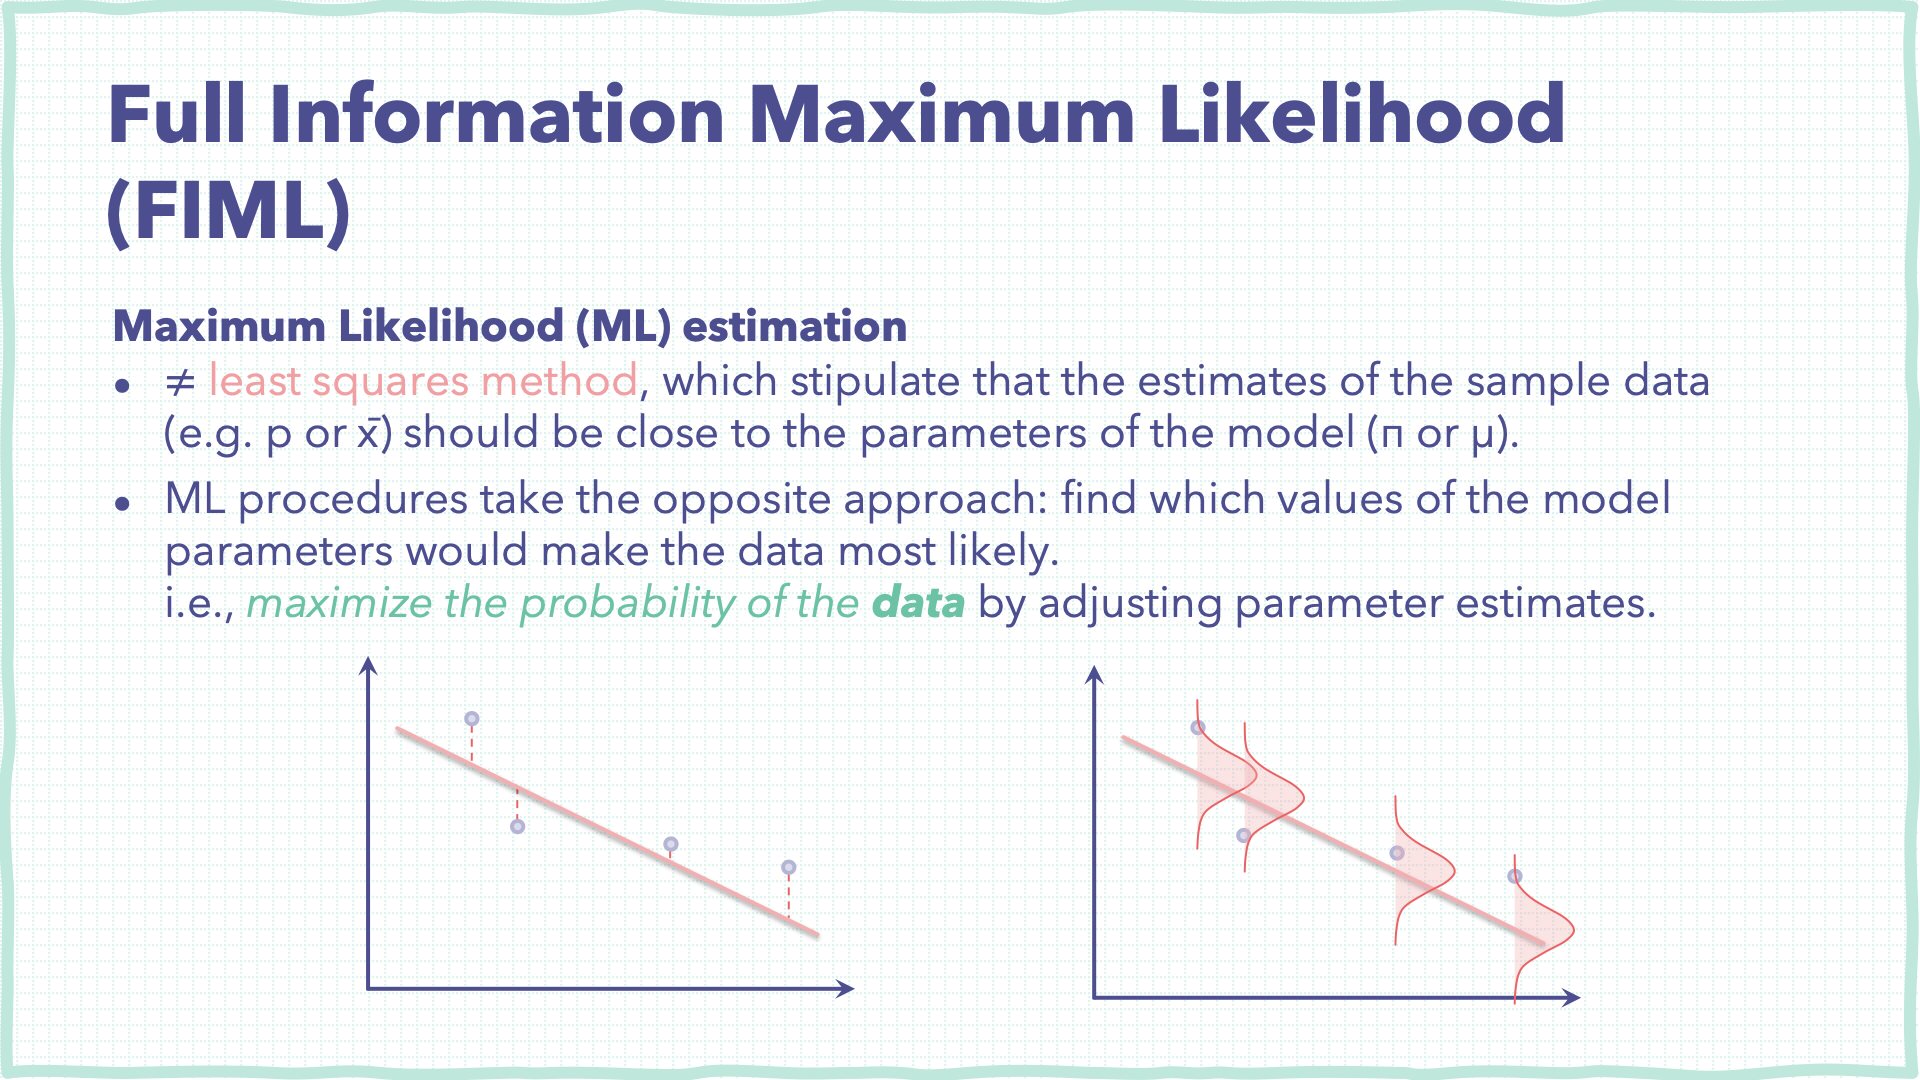 Full Information Maximum Likelihood
(FIML)
Maximum Likelihood (ML) estimation
• ≠ least squares method, which stipulate that the estimates of the sample data
(e.g. p or x̄) should be close to the parameters of the model (π or μ).
• ML procedures take the opposite approach: find which values of the model
parameters would make the data most likely.
i.e., maximize the probability of the data by adjusting parameter estimates.